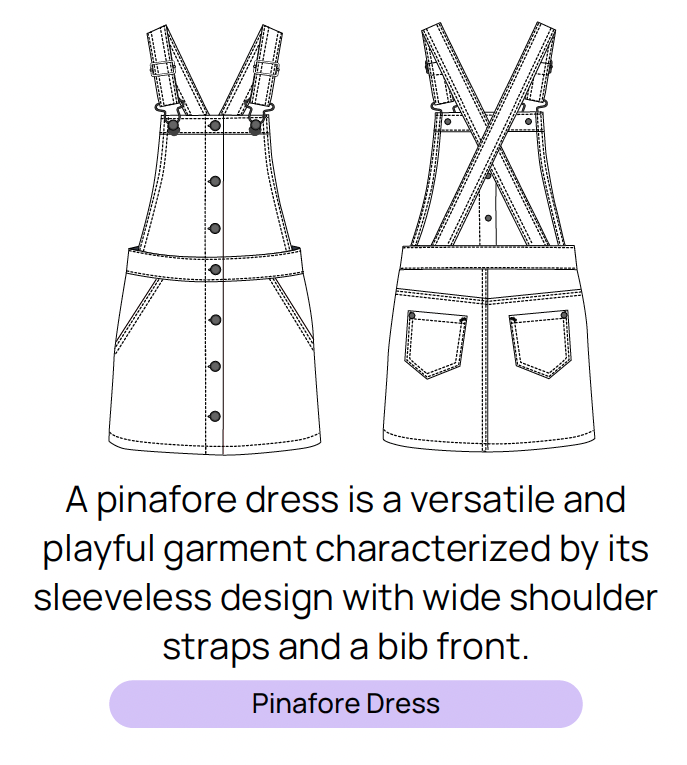 A pinafore dress is a versatile and
playful garment characterized by its
sleeveless design with wide shoulder
straps and a bib front.
Pinafore Dress